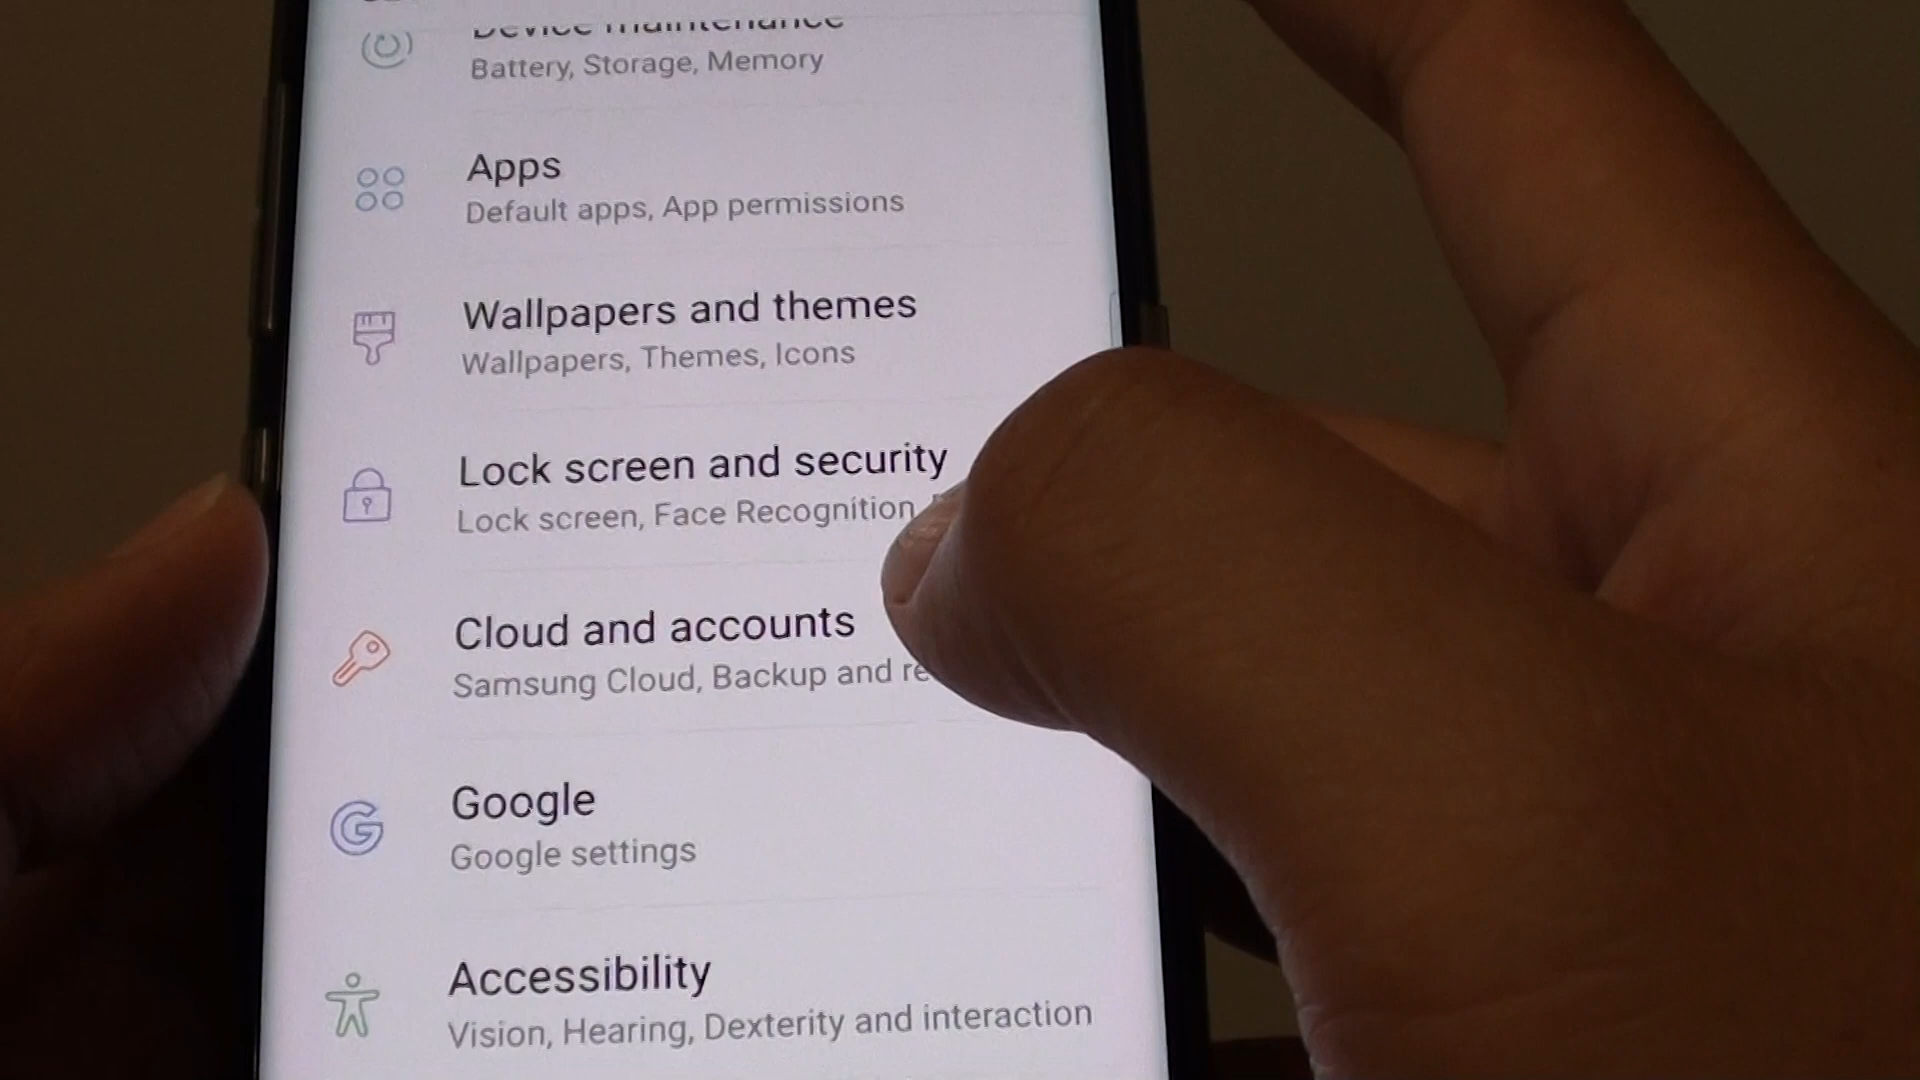 Device maintenance
Battery, Storage, Memory
Apps
Default apps, App permissions
Wallpapers and themes
Wallpapers, Themes, Icons
Lock screen and security
Lock screen, Face Recognition,
Cloud and accounts
Samsung Cloud, Backup and re
Google
Google settings
Accessibility
Vision, Hearing, Dexterity and interaction